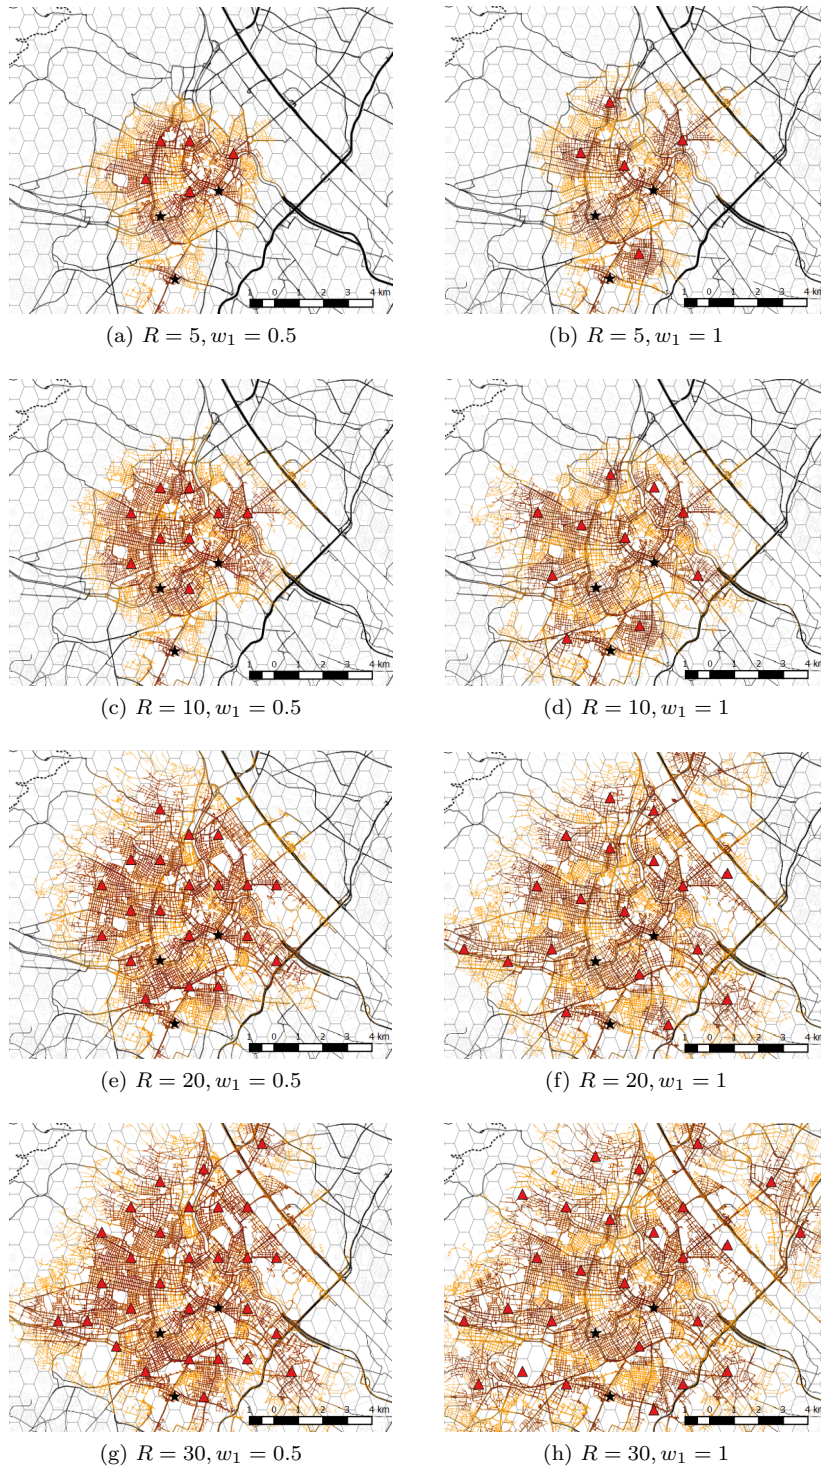 1 0 1 2 3 4 km
1 0 1 2 3 4 km
(a) R = 5, w₁ = 0.5
(b) R = 5, w₁ = 1
1 0 1 2 3 4 km
1 0 1 2 3 4 km
(c) R = 10, w₁ = 0.5
(d) R = 10, w₁ = 1
1 0 1 2 3 4 km
1 0 1 2 3 4 km
(e) R = 20, w₁ = 0.5
(f) R = 20, w₁ = 1
1 0 1 2 3 4 km
1 0 1 2 3 4 km
(g) R = 30, w₁ = 0.5
(h) R = 30, w₁ = 1